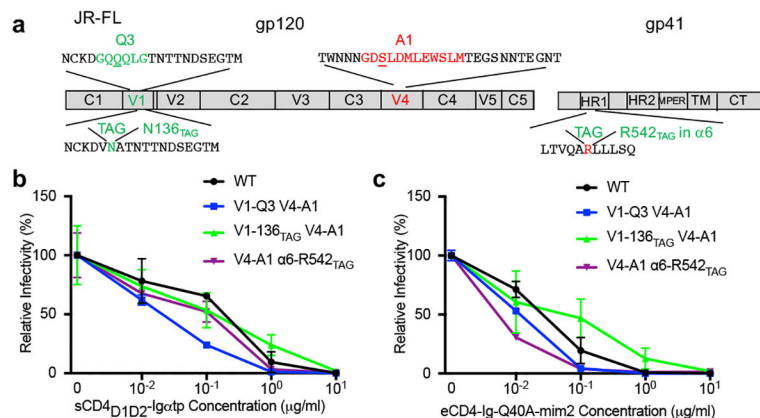 a
JR-FL
gp120
gp41
Q3
A1
NCKDGQQQLGTNTTNDSEGTM
TWNNNGDSLDMLEWSLMTEGSNNTEGNT
C1 V1 V2 C2 V3 C3 V4 C4 V5 C5
HR1 HR2 MPER TM CT
TAG N136TAG
NCKDVNATNTTNDSEGTM
TAG R542TAG in α6
LTVQARLLLSQ
b
WT
V1-Q3 V4-A1
V1-136TAG V4-A1
V4-A1 α6-R542TAG
Relative Infectivity (%)
150
100
50
0
0 10-2 10-1 100 101
sCD4D1D2-Igαtp Concentration (µg/ml)
c
WT
V1-Q3 V4-A1
V1-136TAG V4-A1
V4-A1 α6-R542TAG
Relative Infectivity (%)
150
100
50
0
0 10-2 10-1 100 101
eCD4-Ig-Q40A-mim2 Concentration (µg/ml)